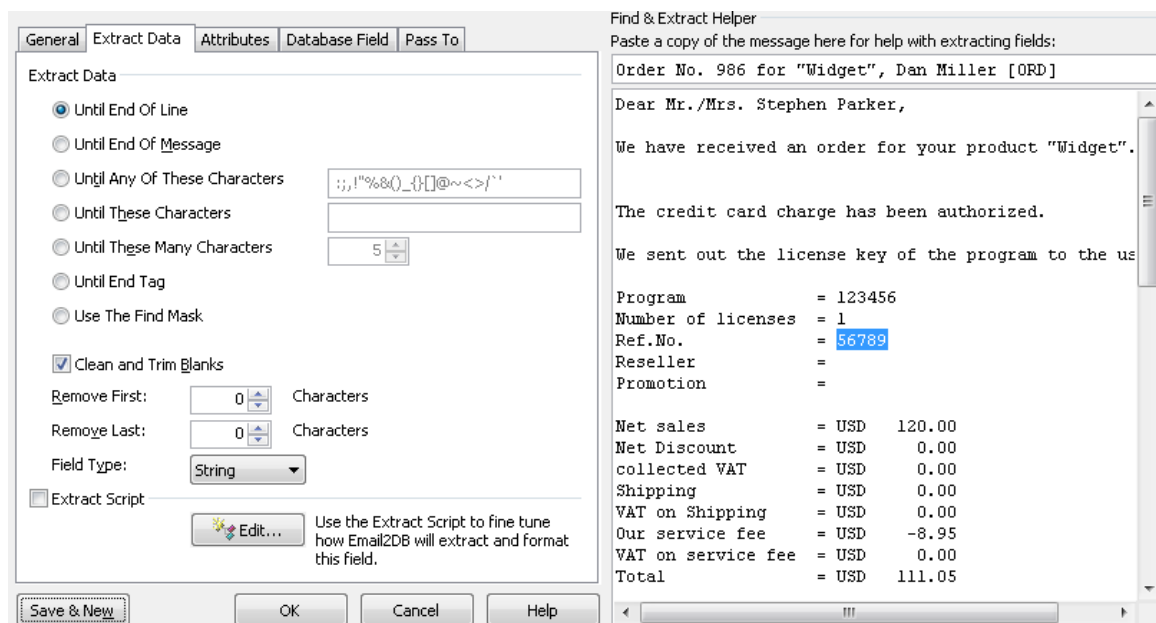 General Extract Data Attributes Database Field Pass To
Extract Data
Until End Of Line
Until End Of Message
Until Any Of These Characters :;,!"%&()_{}[]@~<>/`'
Until These Characters
Until These Many Characters 5
Until End Tag
Use The Find Mask
Clean and Trim Blanks
Remove First: 0 Characters
Remove Last: 0 Characters
Field Type: String
Extract Script
Edit...
Use the Extract Script to fine tune
how Email2DB will extract and format
this field.
Save & New OK Cancel Help
Find & Extract Helper
Paste a copy of the message here for help with extracting fields:
Order No. 986 for "Widget", Dan Miller [ORD]
Dear Mr./Mrs. Stephen Parker,
We have received an order for your product "Widget".
The credit card charge has been authorized.
We sent out the license key of the program to the us
Program = 123456
Number of licenses = 1
Ref.No. = 56789
Reseller =
Promotion =
Net sales = USD 120.00
Net Discount = USD 0.00
collected VAT = USD 0.00
Shipping = USD 0.00
VAT on Shipping = USD 0.00
Our service fee = USD -8.95
VAT on service fee = USD 0.00
Total = USD 111.05